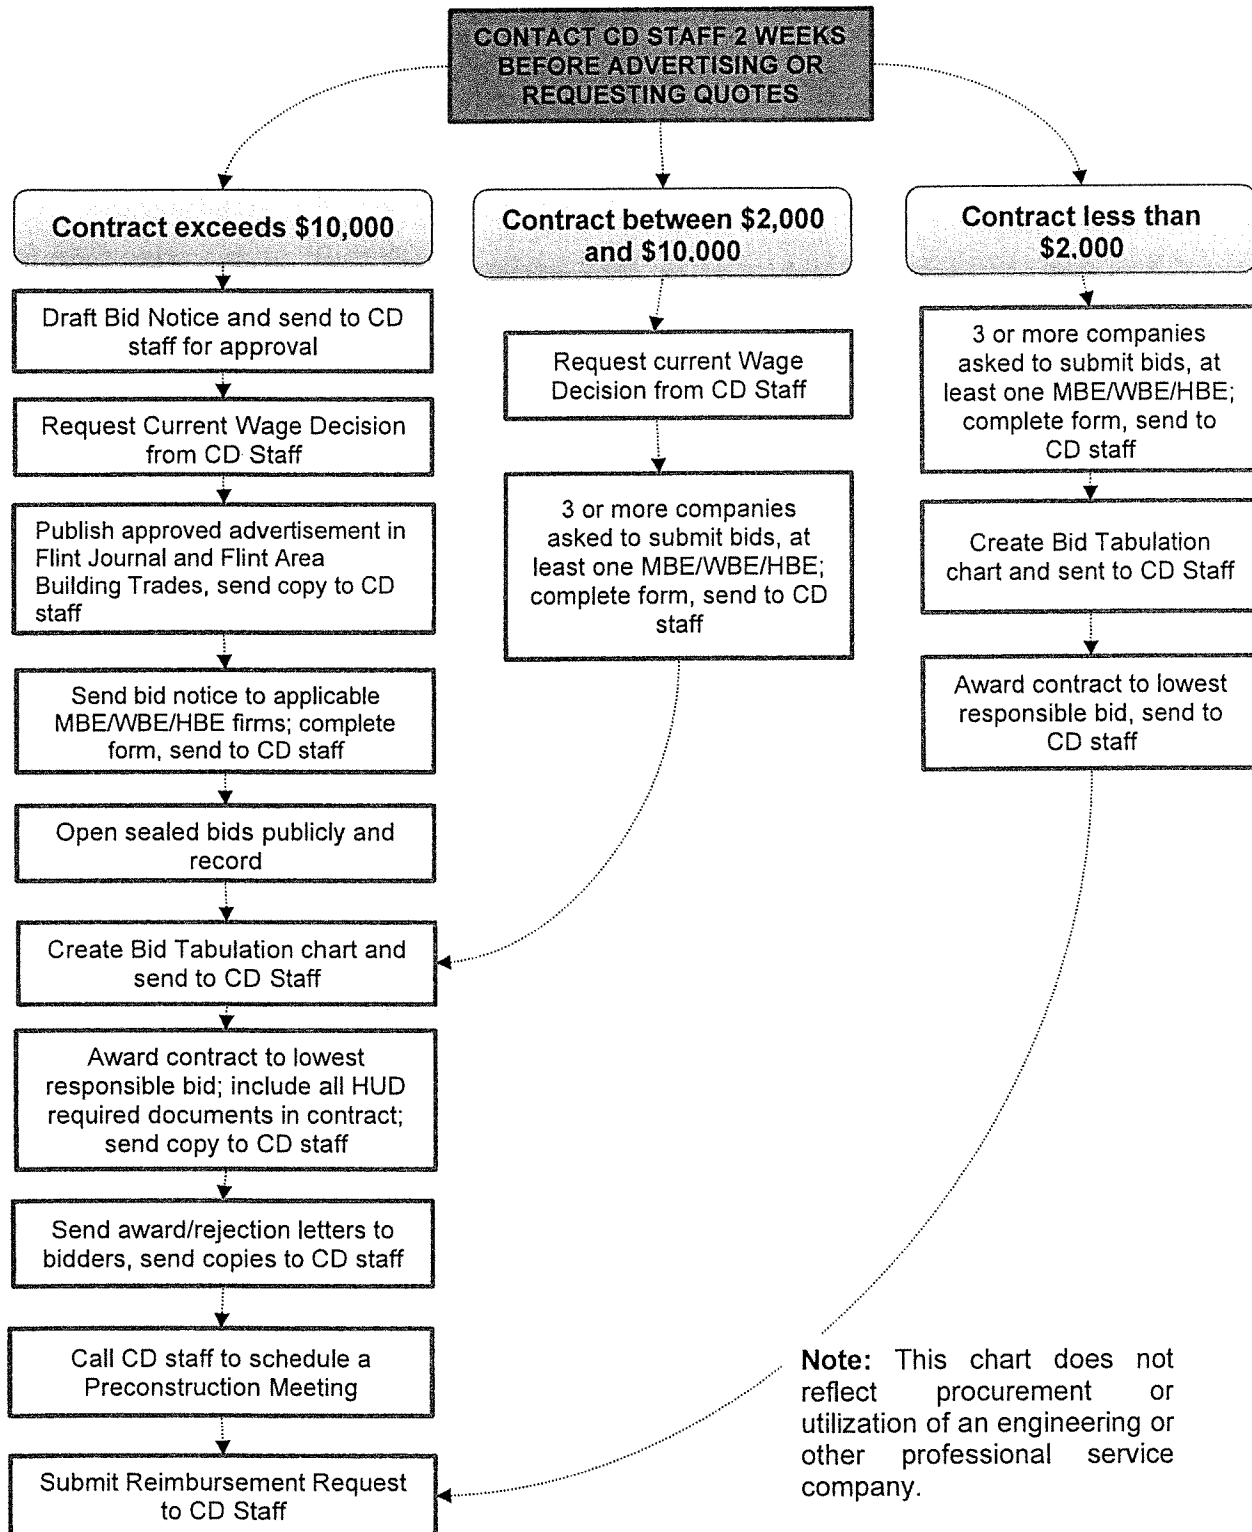 CONTACT CD STAFF 2 WEEKS
BEFORE ADVERTISING OR
REQUESTING QUOTES
Contract exceeds $10,000
Draft Bid Notice and send to CD
staff for approval
Request Current Wage Decision
from CD Staff
Publish approved advertisement in
Flint Journal and Flint Area
Building Trades, send copy to CD
staff
Send bid notice to applicable
MBE/WBE/HBE firms; complete
form, send to CD staff
Open sealed bids publicly and
record
Create Bid Tabulation chart and
send to CD Staff
Award contract to lowest
responsible bid; include all HUD
required documents in contract;
send copy to CD staff
Send award/rejection letters to
bidders, send copies to CD staff
Call CD staff to schedule a
Preconstruction Meeting
Submit Reimbursement Request
to CD Staff
Contract between $2,000
and $10,000
Request current Wage
Decision from CD Staff
3 or more companies
asked to submit bids, at
least one MBE/WBE/HBE;
complete form, send to CD
staff
Contract less than
$2,000
3 or more companies
asked to submit bids, at
least one MBE/WBE/HBE;
complete form, send to
CD staff
Create Bid Tabulation
chart and sent to CD Staff
Award contract to lowest
responsible bid, send to
CD staff
Note: This chart does not
reflect procurement or
utilization of an engineering or
other professional service
company.